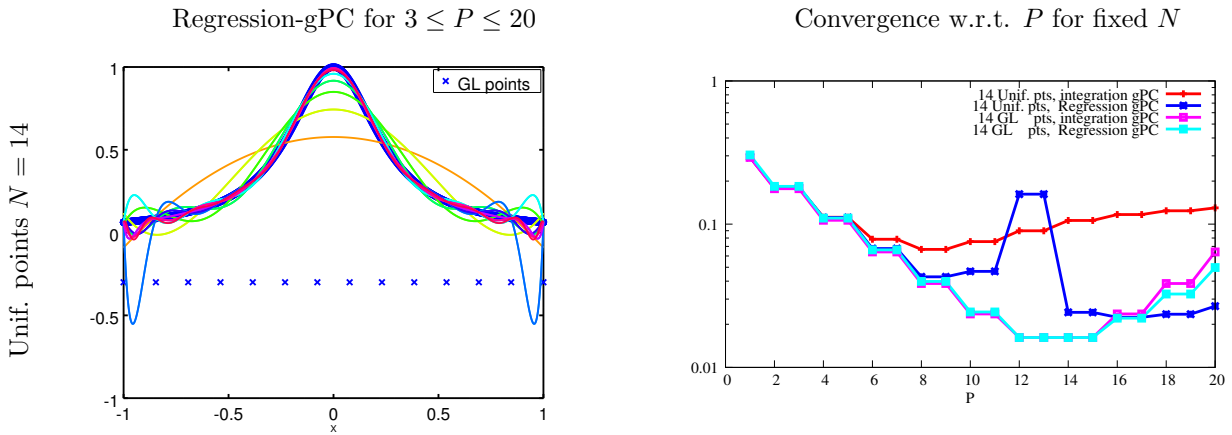 Regression-gPC for 3 ≤ P ≤ 20
Unif. points N = 14
1
0.5
0
-0.5
-1
-1
-0.5
0
0.5
1
x
GL points
Convergence w.r.t. P for fixed N
1
0.1
0.01
0
2
4
6
8
10
12
14
16
18
20
P
14 Unif. pts, integration gPC
14 Unif. pts, Regression gPC
14 GL pts, integration gPC
14 GL pts, Regression gPC